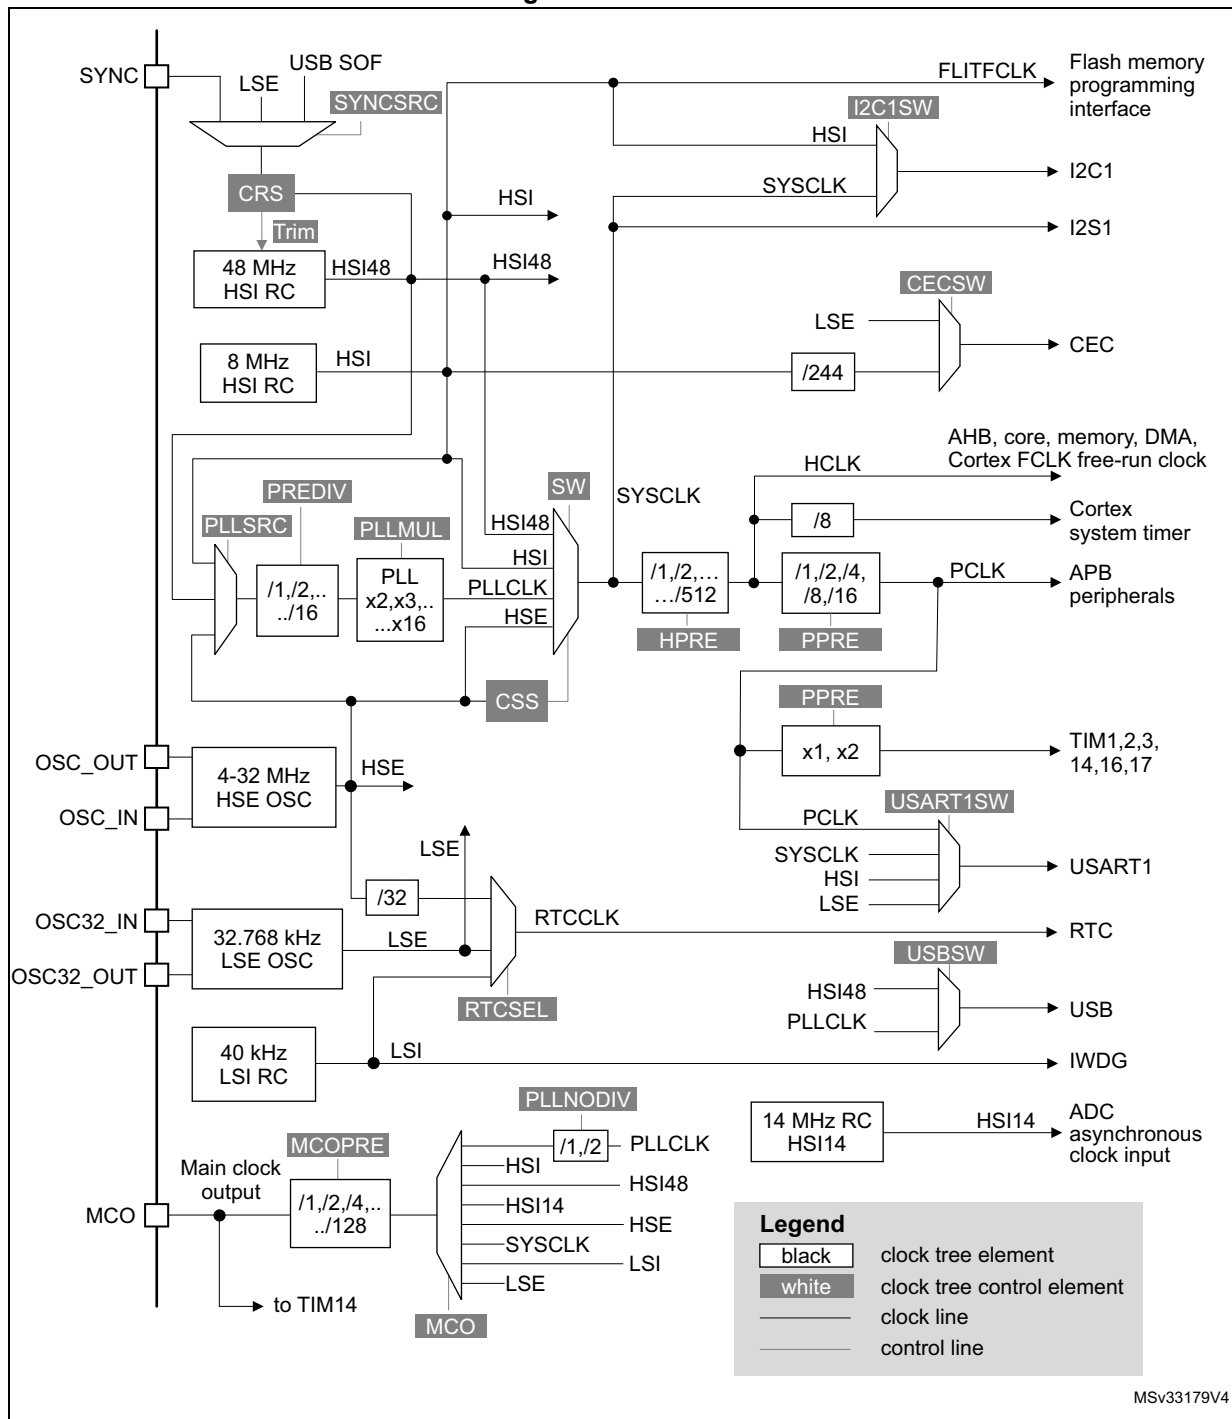 SYNC
LSE
USB SOF
SYNCSRC
CRS
Trim
48 MHz
HSI RC
HSI48
HSI
HSI48
8 MHz
HSI RC
HSI
FLITFCLK
Flash memory
programming
interface
I2C1SW
HSI
SYSCLK
I2C1
I2S1
CECSW
LSE
/244
CEC
AHB, core, memory, DMA,
Cortex FCLK free-run clock
HCLK
/8
Cortex
system timer
PLLSRC
PREDIV
/1,/2,..
../16
PLLMUL
PLL
x2,x3,..
...x16
SW
HSI48
HSI
PLLCLK
HSE
CSS
SYSCLK
/1,/2,…
…/512
HPRE
/1,/2,/4,
/8,/16
PPRE
PCLK
APB
peripherals
PPRE
x1, x2
TIM1,2,3,
14,16,17
OSC_OUT
OSC_IN
4-32 MHz
HSE OSC
HSE
USART1SW
PCLK
SYSCLK
HSI
LSE
USART1
LSE
/32
RTCCLK
RTC
OSC32_IN
OSC32_OUT
32.768 kHz
LSE OSC
LSE
RTCSEL
USBSW
HSI48
PLLCLK
USB
40 kHz
LSI RC
LSI
IWDG
14 MHz RC
HSI14
HSI14
ADC
asynchronous
clock input
PLLNODIV
/1,/2
PLLCLK
HSI
HSI48
HSI14
HSE
SYSCLK
LSI
LSE
MCO
MCOPRE
/1,/2,/4,..
../128
Main clock
output
MCO
to TIM14
Legend
black
clock tree element
white
clock tree control element
clock line
control line
MSv33179V4